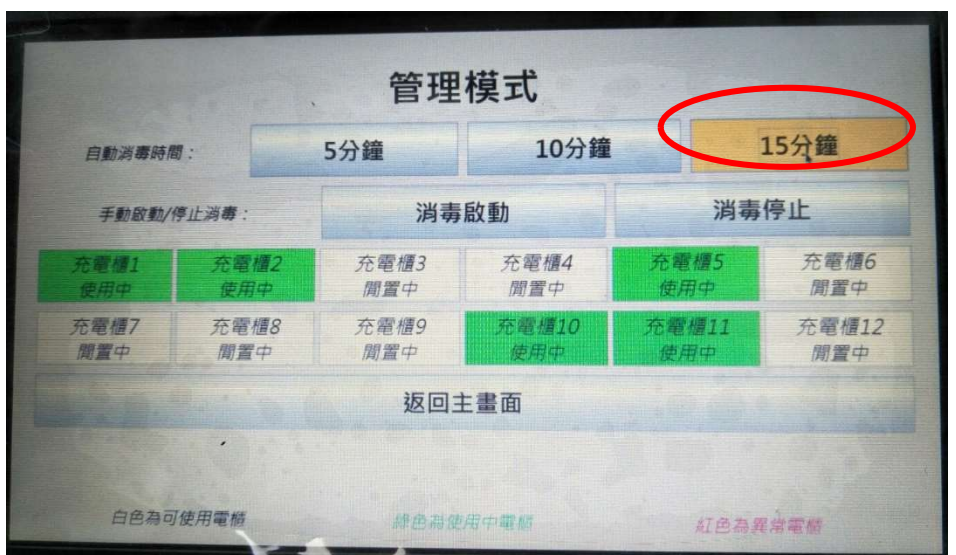 管理模式
自動消毒時間： 5分鐘 10分鐘 15分鐘
手動啟動/停止消毒： 消毒啟動 消毒停止
充電櫃1 充電櫃2 充電櫃3 充電櫃4 充電櫃5 充電櫃6
使用中 使用中 閒置中 閒置中 使用中 閒置中
充電櫃7 充電櫃8 充電櫃9 充電櫃10 充電櫃11 充電櫃12
閒置中 閒置中 閒置中 使用中 使用中 閒置中
返回主畫面
白色為可使用電櫃 綠色為使用中電櫃 紅色為異常電櫃